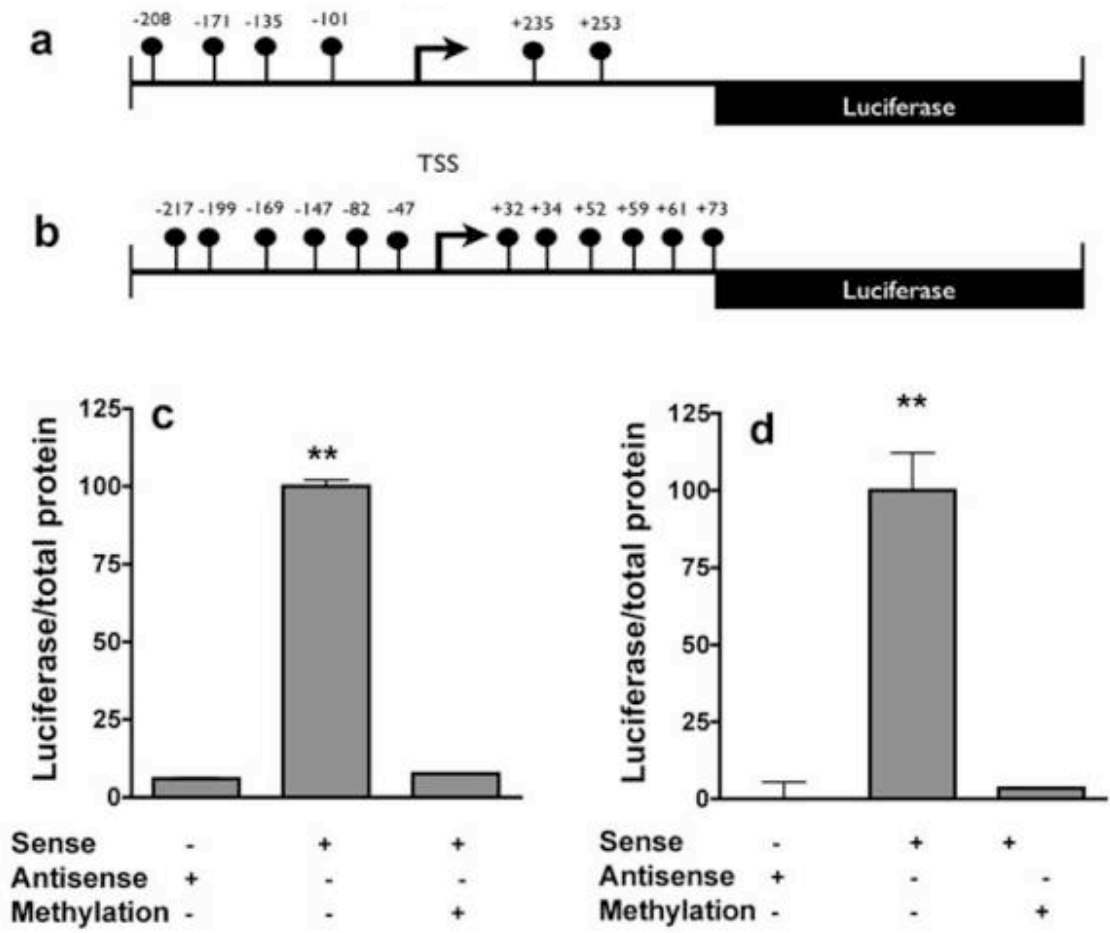 a
-208 -171 -135 -101 +235 +253
Luciferase
TSS
b
-217 -199 -169 -147 -82 -47 +32 +34 +52 +59 +61 +73
Luciferase
c
**
Luciferase/total protein
125
100
75
50
25
0
Sense - + +
Antisense + - -
Methylation - - +
d
**
Luciferase/total protein
125
100
75
50
25
0
Sense - + +
Antisense + - -
Methylation - - +